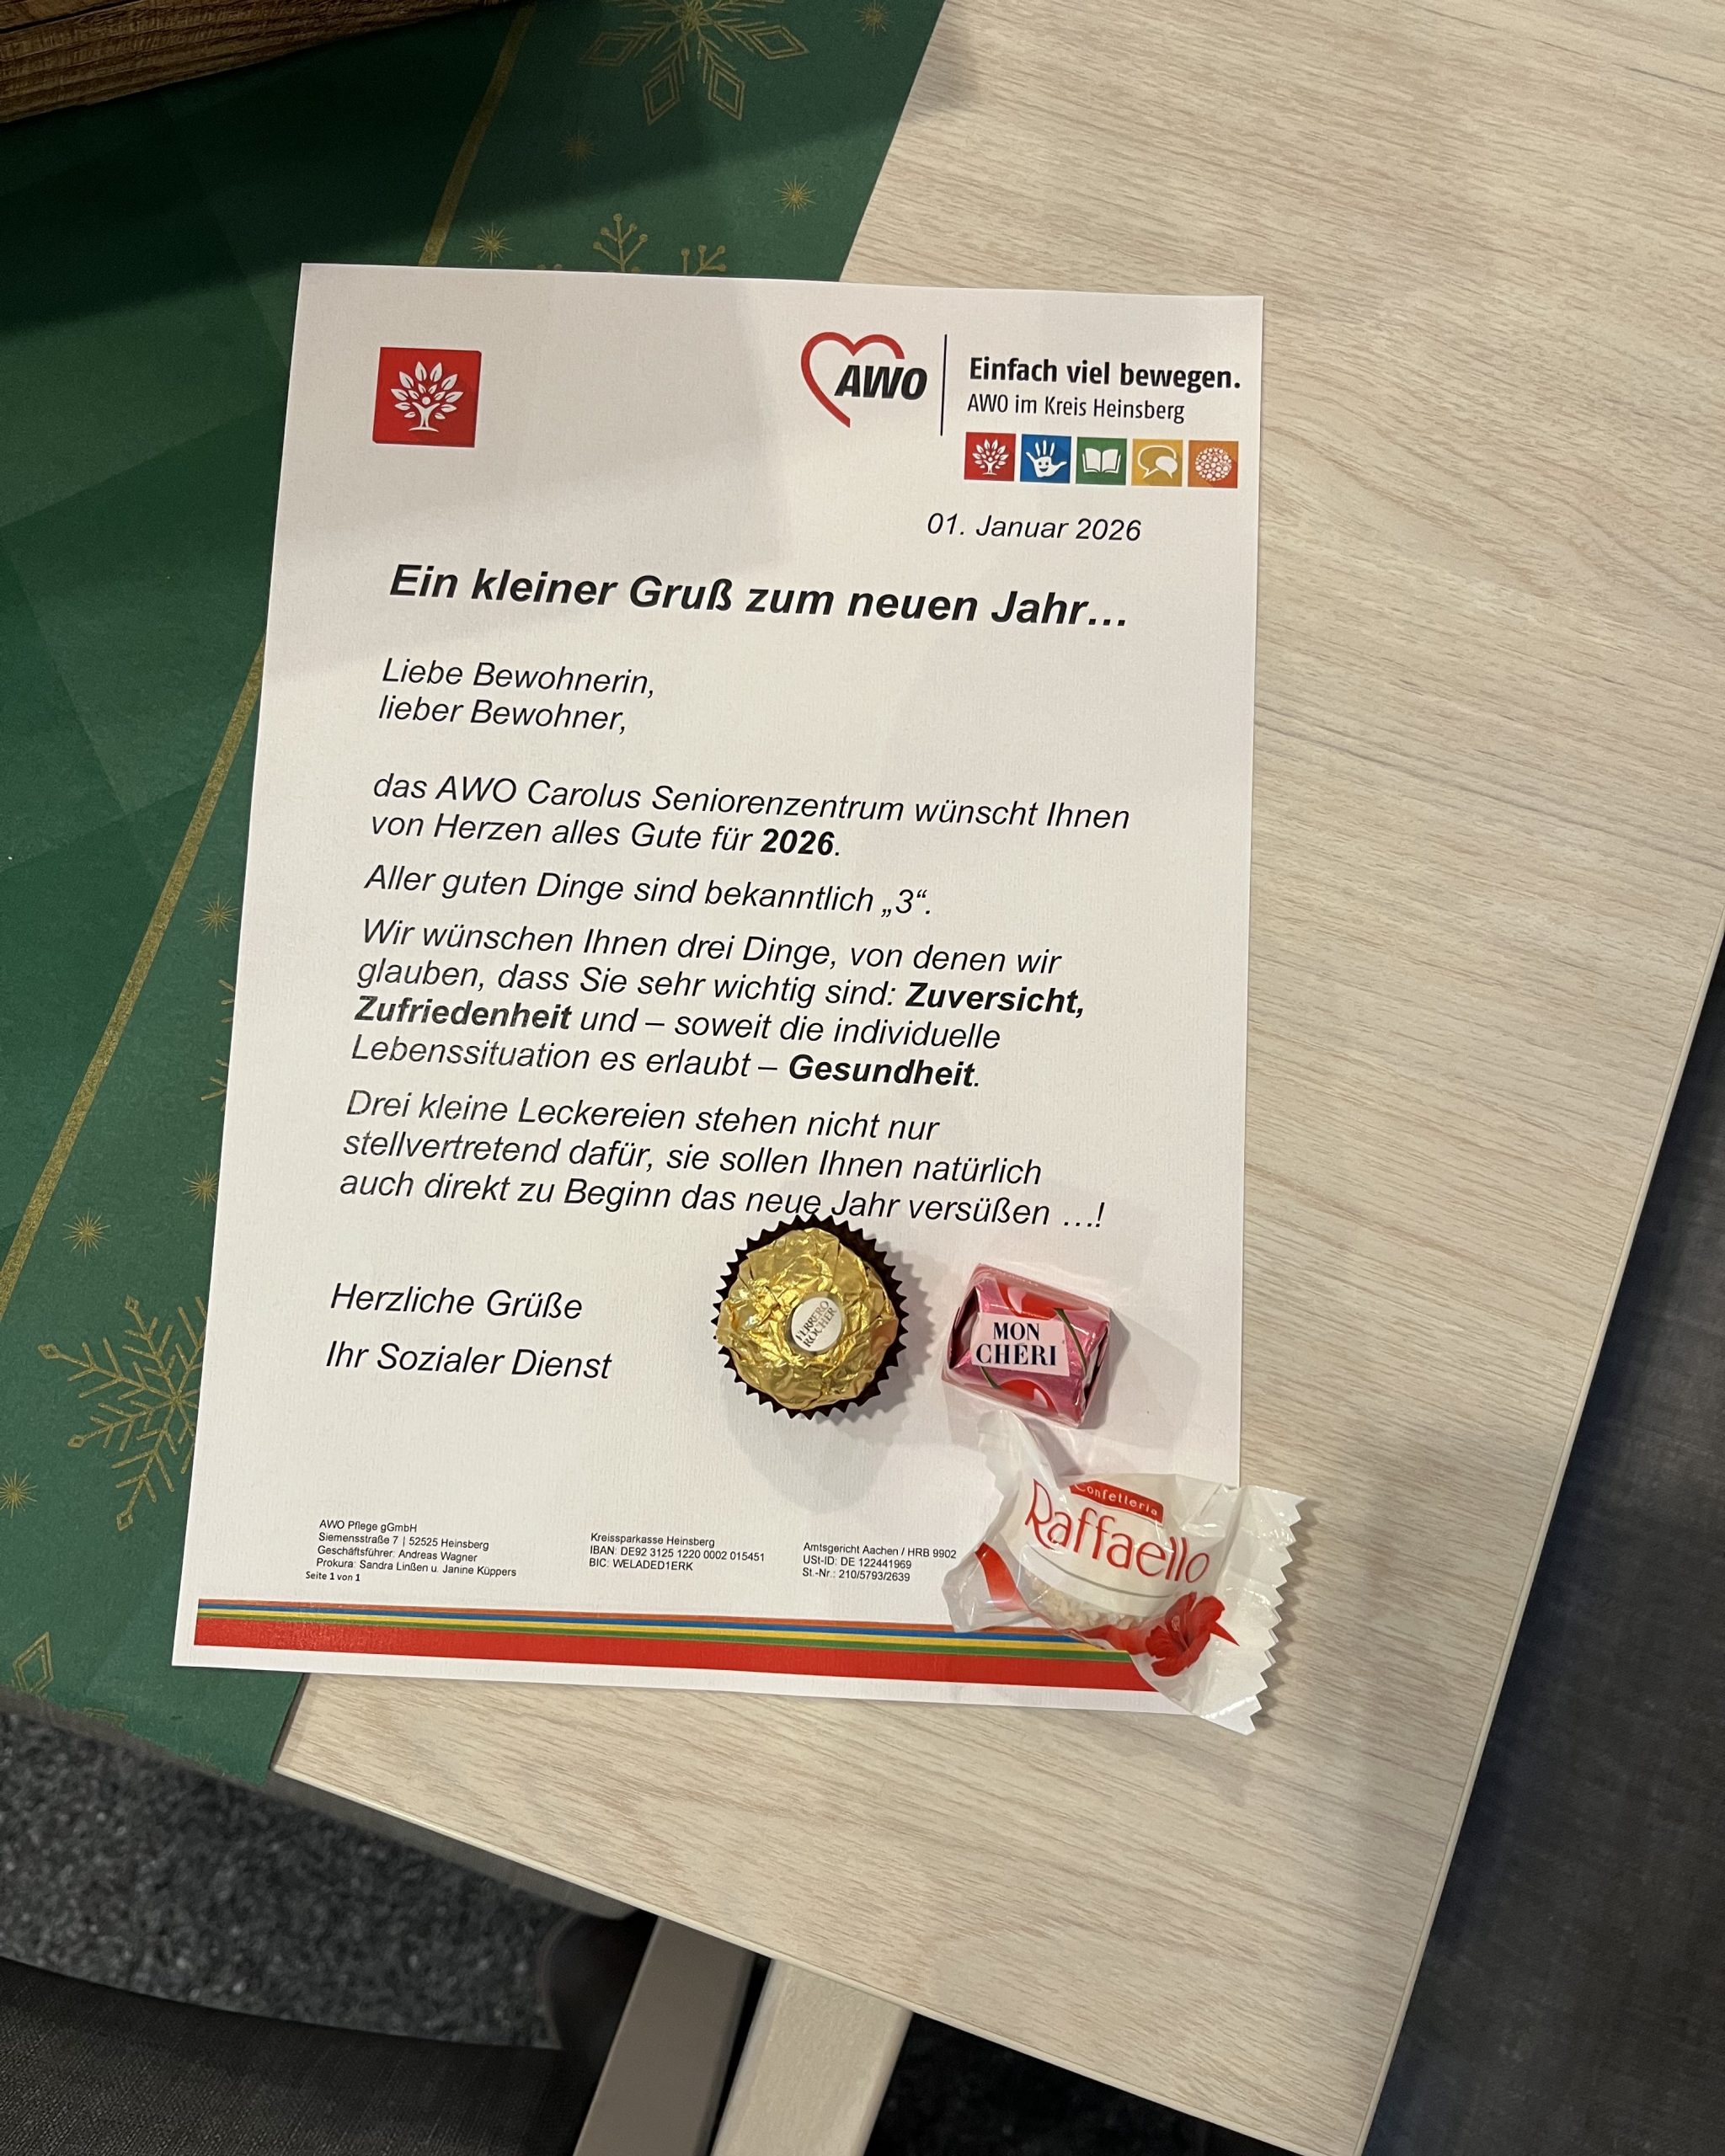 AWO
Einfach viel bewegen.
AWO im Kreis Heinsberg
01. Januar 2026
Ein kleiner Gruß zum neuen Jahr…
Liebe Bewohnerin,
lieber Bewohner,
das AWO Carolus Seniorenzentrum wünscht Ihnen
von Herzen alles Gute für 2026.
Aller guten Dinge sind bekanntlich „3“.
Wir wünschen Ihnen drei Dinge, von denen wir
glauben, dass Sie sehr wichtig sind: Zuversicht,
Zufriedenheit und – soweit die individuelle
Lebenssituation es erlaubt – Gesundheit.
Drei kleine Leckereien stehen nicht nur
stellvertretend dafür, sie sollen Ihnen natürlich
auch direkt zu Beginn das neue Jahr versüßen …!
Herzliche Grüße
Ihr Sozialer Dienst
FERRERO
ROCHER
MON
CHERI
Confetteria
Raffaello
AWO Pflege gGmbH
Siemensstraße 7 | 52525 Heinsberg
Geschäftsführer: Andreas Wagner
Prokura: Sandra Linßen u. Janine Küppers
Seite 1 von 1
Kreissparkasse Heinsberg
IBAN: DE92 3125 1220 0002 015451
BIC: WELADED1ERK
Amtsgericht Aachen / HRB 9902
USt-ID: DE 122441969
St.-Nr.: 210/5793/2639